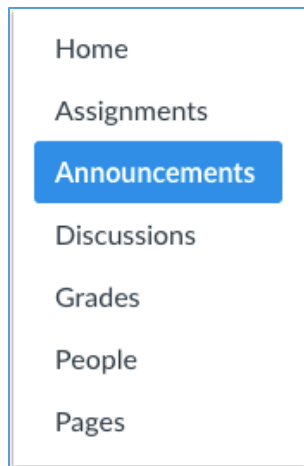 Home
Assignments
Announcements
Discussions
Grades
People
Pages